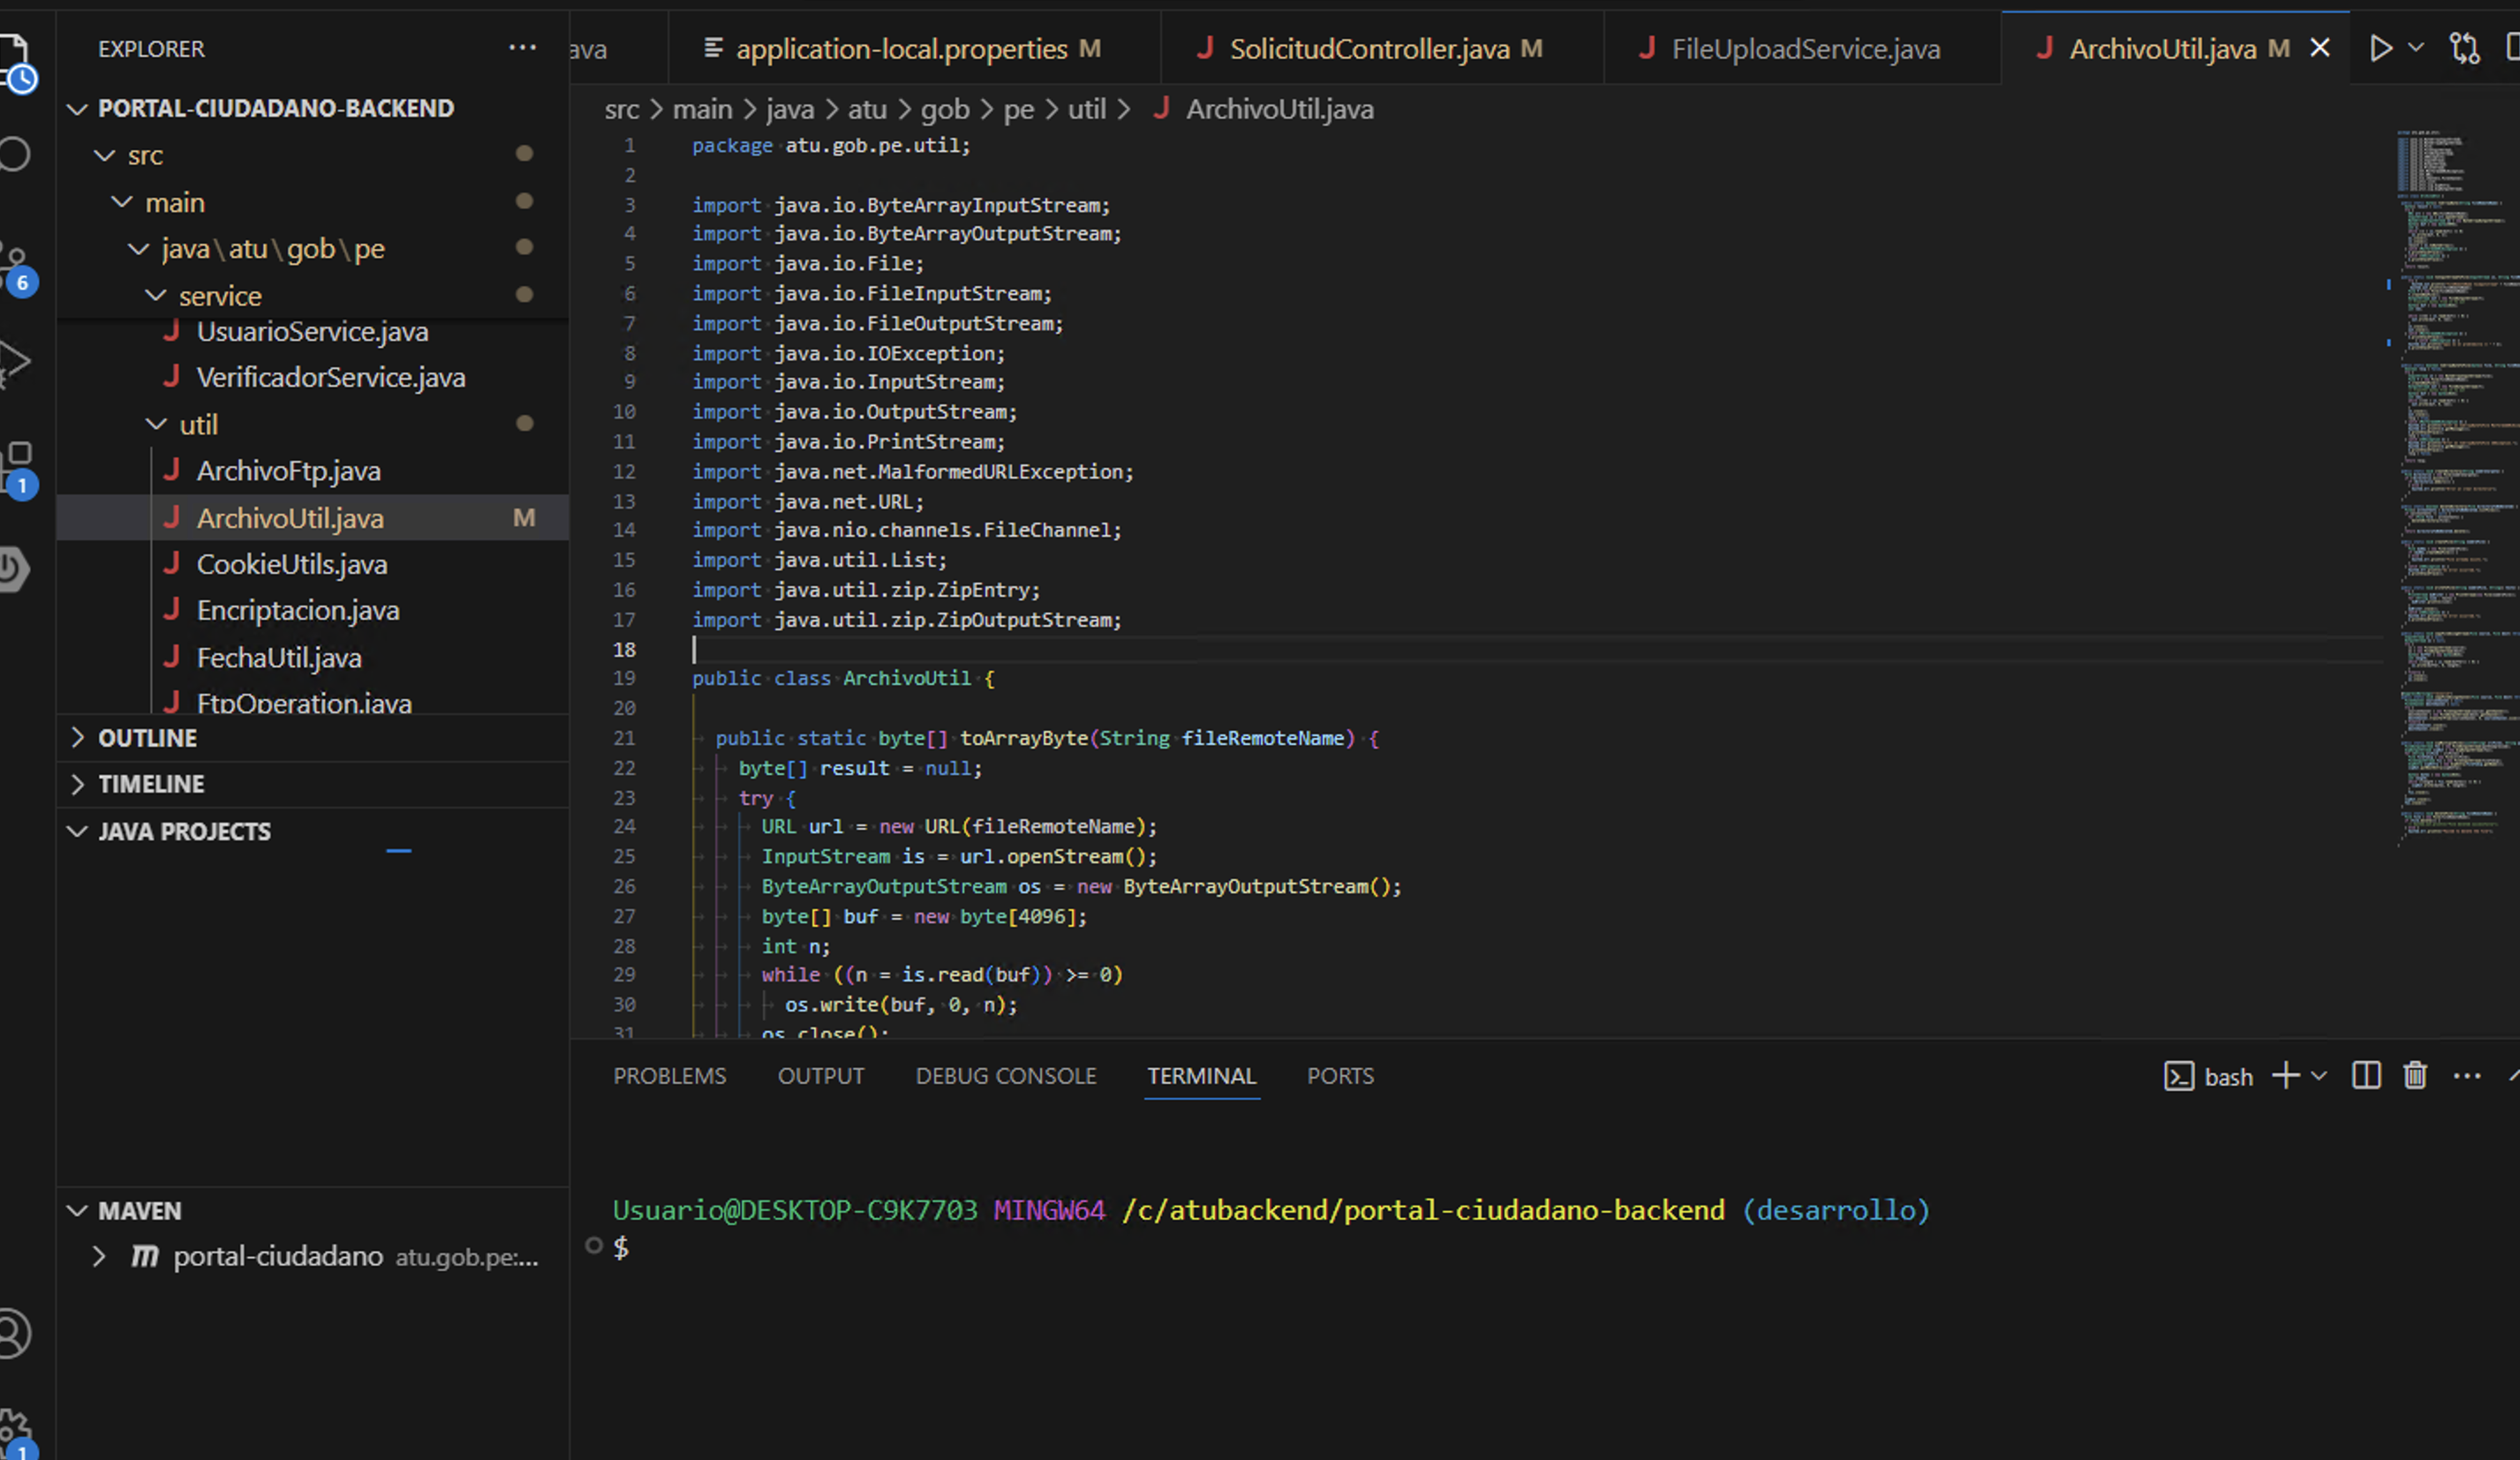 EXPLORER
PORTAL-CIUDADANO-BACKEND
src
main
java\atu\gob\pe
service
UsuarioService.java
VerificadorService.java
util
ArchivoFtp.java
ArchivoUtil.java M
CookieUtils.java
Encriptacion.java
FechaUtil.java
FtpOperation.java
OUTLINE
TIMELINE
JAVA PROJECTS
MAVEN
portal-ciudadano atu.gob.pe:...
6
1
1
ava
application-local.properties M
SolicitudController.java M
FileUploadService.java
ArchivoUtil.java M
src > main > java > atu > gob > pe > util > ArchivoUtil.java
1 package atu.gob.pe.util;
2
3 import java.io.ByteArrayInputStream;
4 import java.io.ByteArrayOutputStream;
5 import java.io.File;
6 import java.io.FileInputStream;
7 import java.io.FileOutputStream;
8 import java.io.IOException;
9 import java.io.InputStream;
10 import java.io.OutputStream;
11 import java.io.PrintStream;
12 import java.net.MalformedURLException;
13 import java.net.URL;
14 import java.nio.channels.FileChannel;
15 import java.util.List;
16 import java.util.zip.ZipEntry;
17 import java.util.zip.ZipOutputStream;
18
19 public class ArchivoUtil {
20
21 public static byte[] toArrayByte(String fileRemoteName) {
22 byte[] result = null;
23 try {
24 URL url = new URL(fileRemoteName);
25 InputStream is = url.openStream();
26 ByteArrayOutputStream os = new ByteArrayOutputStream();
27 byte[] buf = new byte[4096];
28 int n;
29 while ((n = is.read(buf)) >= 0)
30 os.write(buf, 0, n);
31 os.close();
PROBLEMS OUTPUT DEBUG CONSOLE TERMINAL PORTS
bash
Usuario@DESKTOP-C9K7703 MINGW64 /c/atubackend/portal-ciudadano-backend (desarrollo)
$